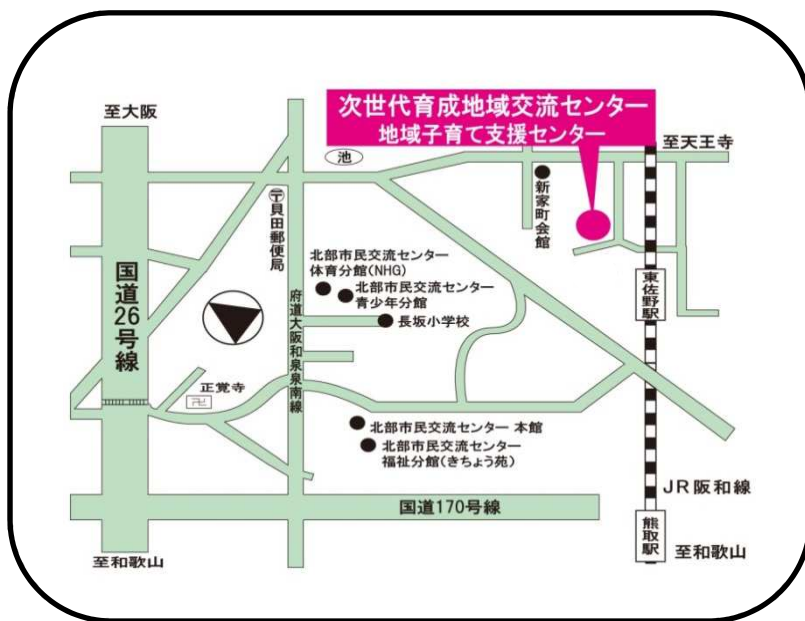 次世代育成地域交流センター
地域子育て支援センター
至大阪
至天王寺
池
新家町会館
〒貝田郵便局
北部市民交流センター
体育分館(NHG)
北部市民交流センター
青少年分館
長坂小学校
東佐野駅
国道26号線
府道大阪和泉泉南線
正覚寺
卍
北部市民交流センター 本館
北部市民交流センター
福祉分館(きちょう苑)
国道170号線
JR阪和線
熊取駅
至和歌山
至和歌山